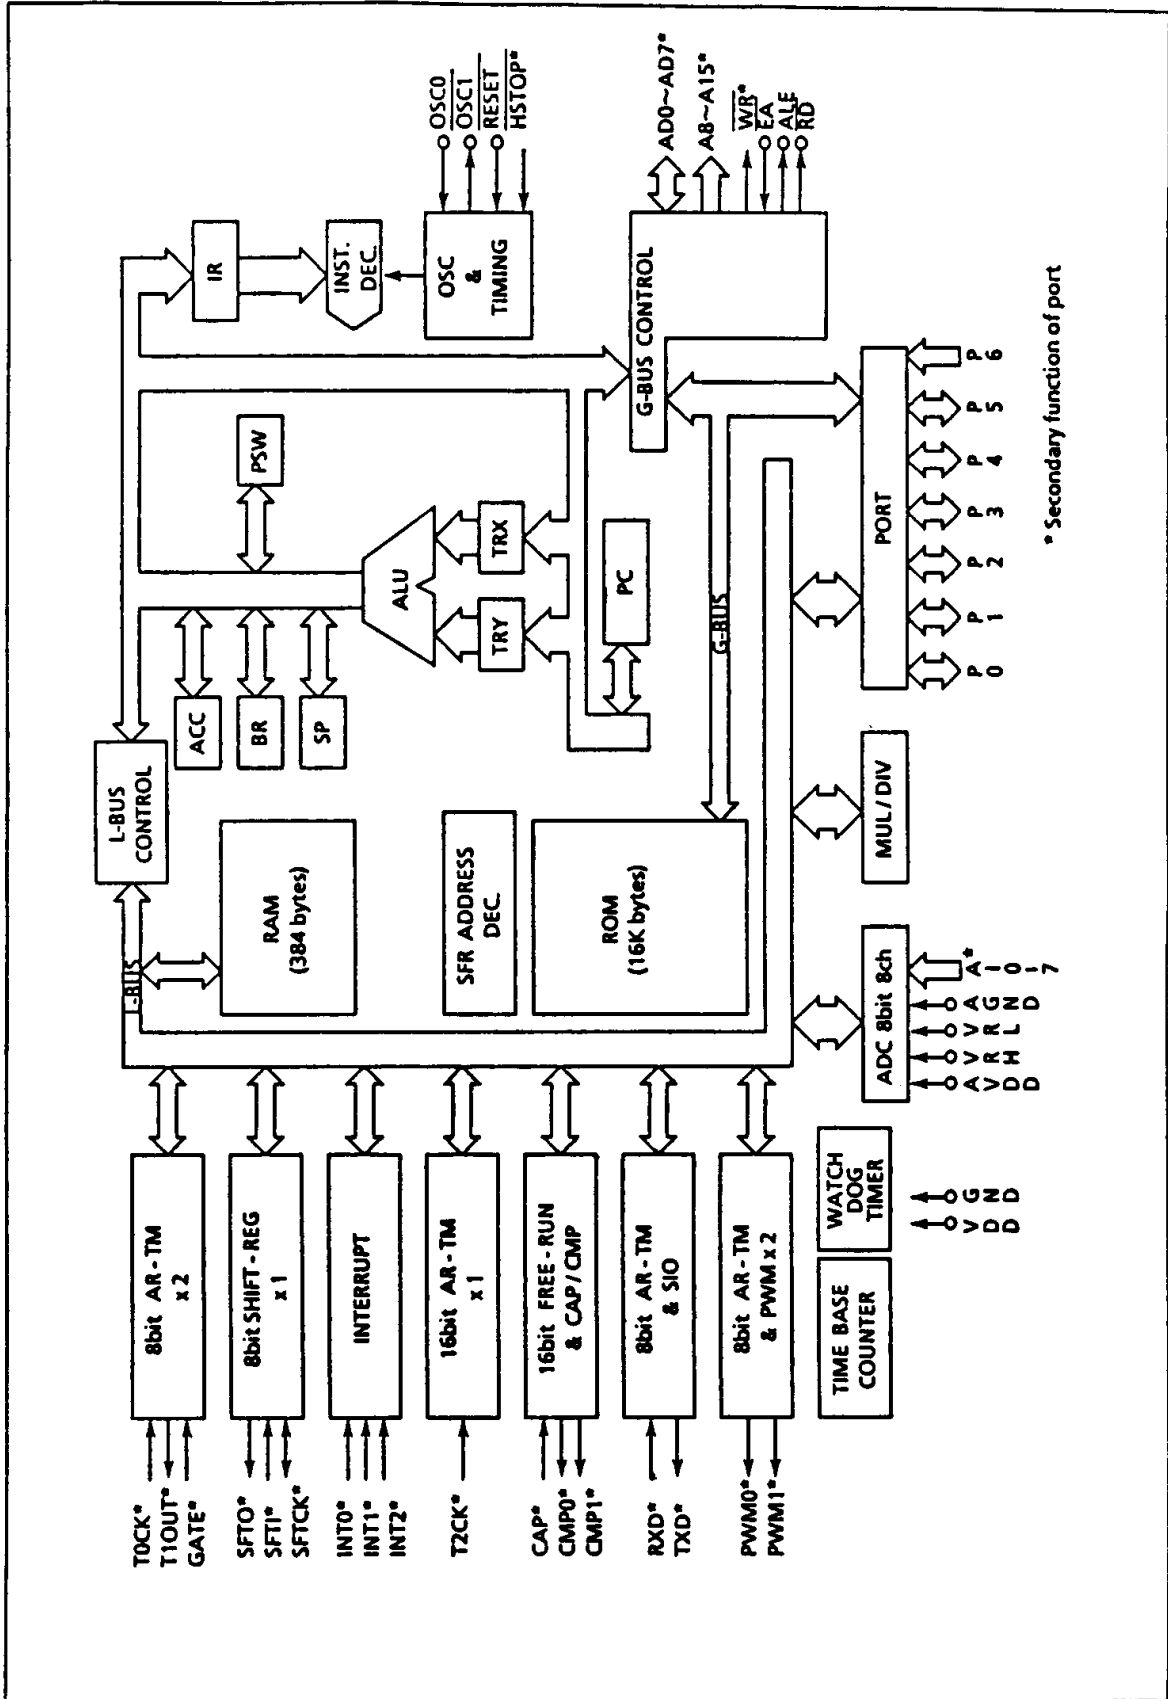 T0CK*
T1OUT*
GATE*
8bit AR-TM
x 2
SFTO*
SFTI*
SFTCK*
8bit SHIFT-REG
x 1
INT0*
INT1*
INT2*
INTERRUPT
T2CK*
16bit AR-TM
x 1
CAP*
CMP0*
CMP1*
16bit FREE-RUN
& CAP/CMP
RXD*
TXD*
8bit AR-TM
& SIO
PWM0*
PWM1*
8bit AR-TM
& PWM x 2
TIME BASE
COUNTER
WATCH
DOG
TIMER
VDD
GND
L-BUS
L-BUS
CONTROL
RAM
(384 bytes)
SFR ADDRESS
DEC.
ROM
(16K bytes)
ACC
BR
SP
PSW
ALU
TRY
TRX
PC
G-BUS
IR
INST.
DEC.
OSC
&
TIMING
OSC0
OSC1
RESET
HSTOP*
G-BUS CONTROL
AD0~AD7*
A8~A15*
WR*
EA
ALE
RD
ADC 8bit 8ch
AVDD
VRH
VRL
AGND
AI0-7*
MUL/DIV
PORT
P0
P1
P2
P3
P4
P5
P6
* Secondary function of port